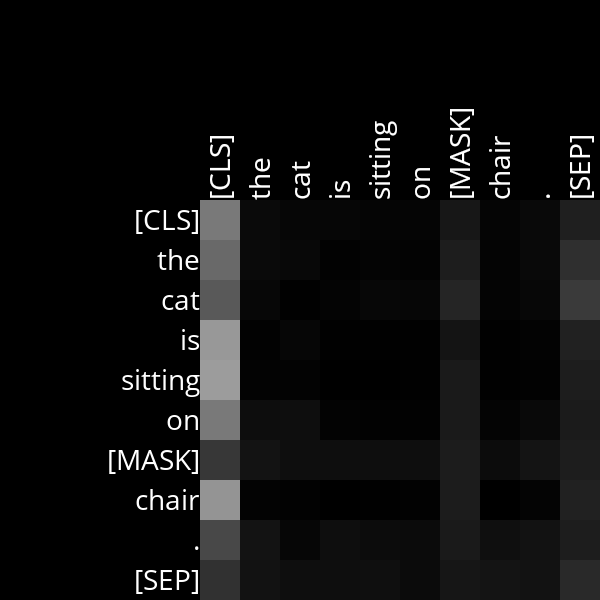 [CLS] the cat is sitting on [MASK] chair . [SEP]
[CLS]
the
cat
is
sitting
on
[MASK]
chair
.
[SEP]